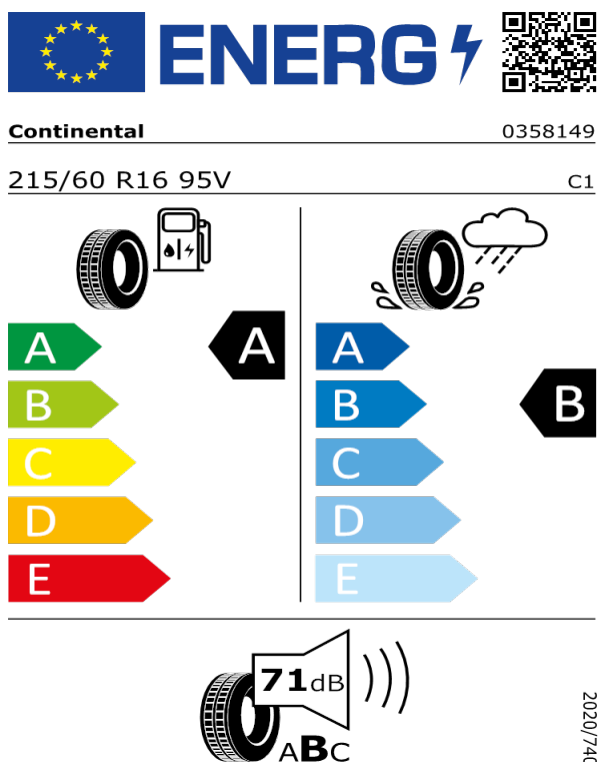 ENERG
Continental
0358149
215/60 R16 95V
C1
A
A
B
C
D
E
A
B
B
C
D
E
71dB
ABC
2020/740